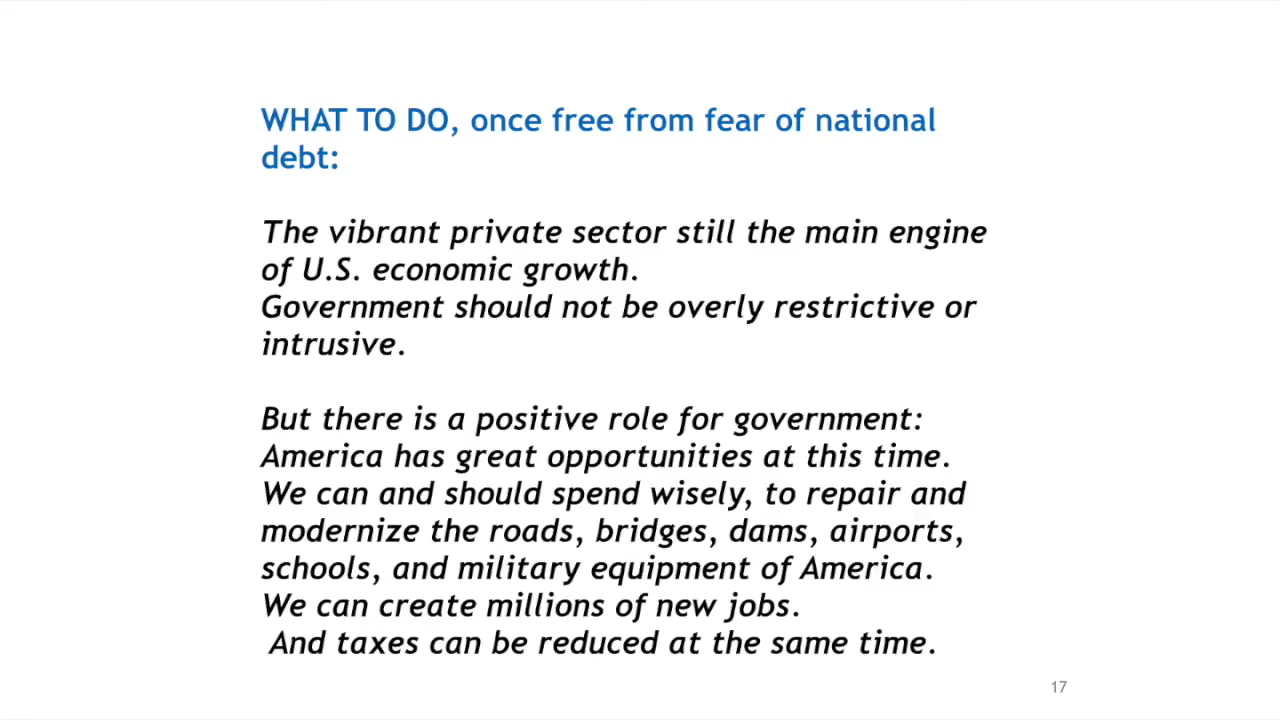 WHAT TO DO, once free from fear of national
debt:
The vibrant private sector still the main engine
of U.S. economic growth.
Government should not be overly restrictive or
intrusive.
But there is a positive role for government:
America has great opportunities at this time.
We can and should spend wisely, to repair and
modernize the roads, bridges, dams, airports,
schools, and military equipment of America.
We can create millions of new jobs.
And taxes can be reduced at the same time.
17